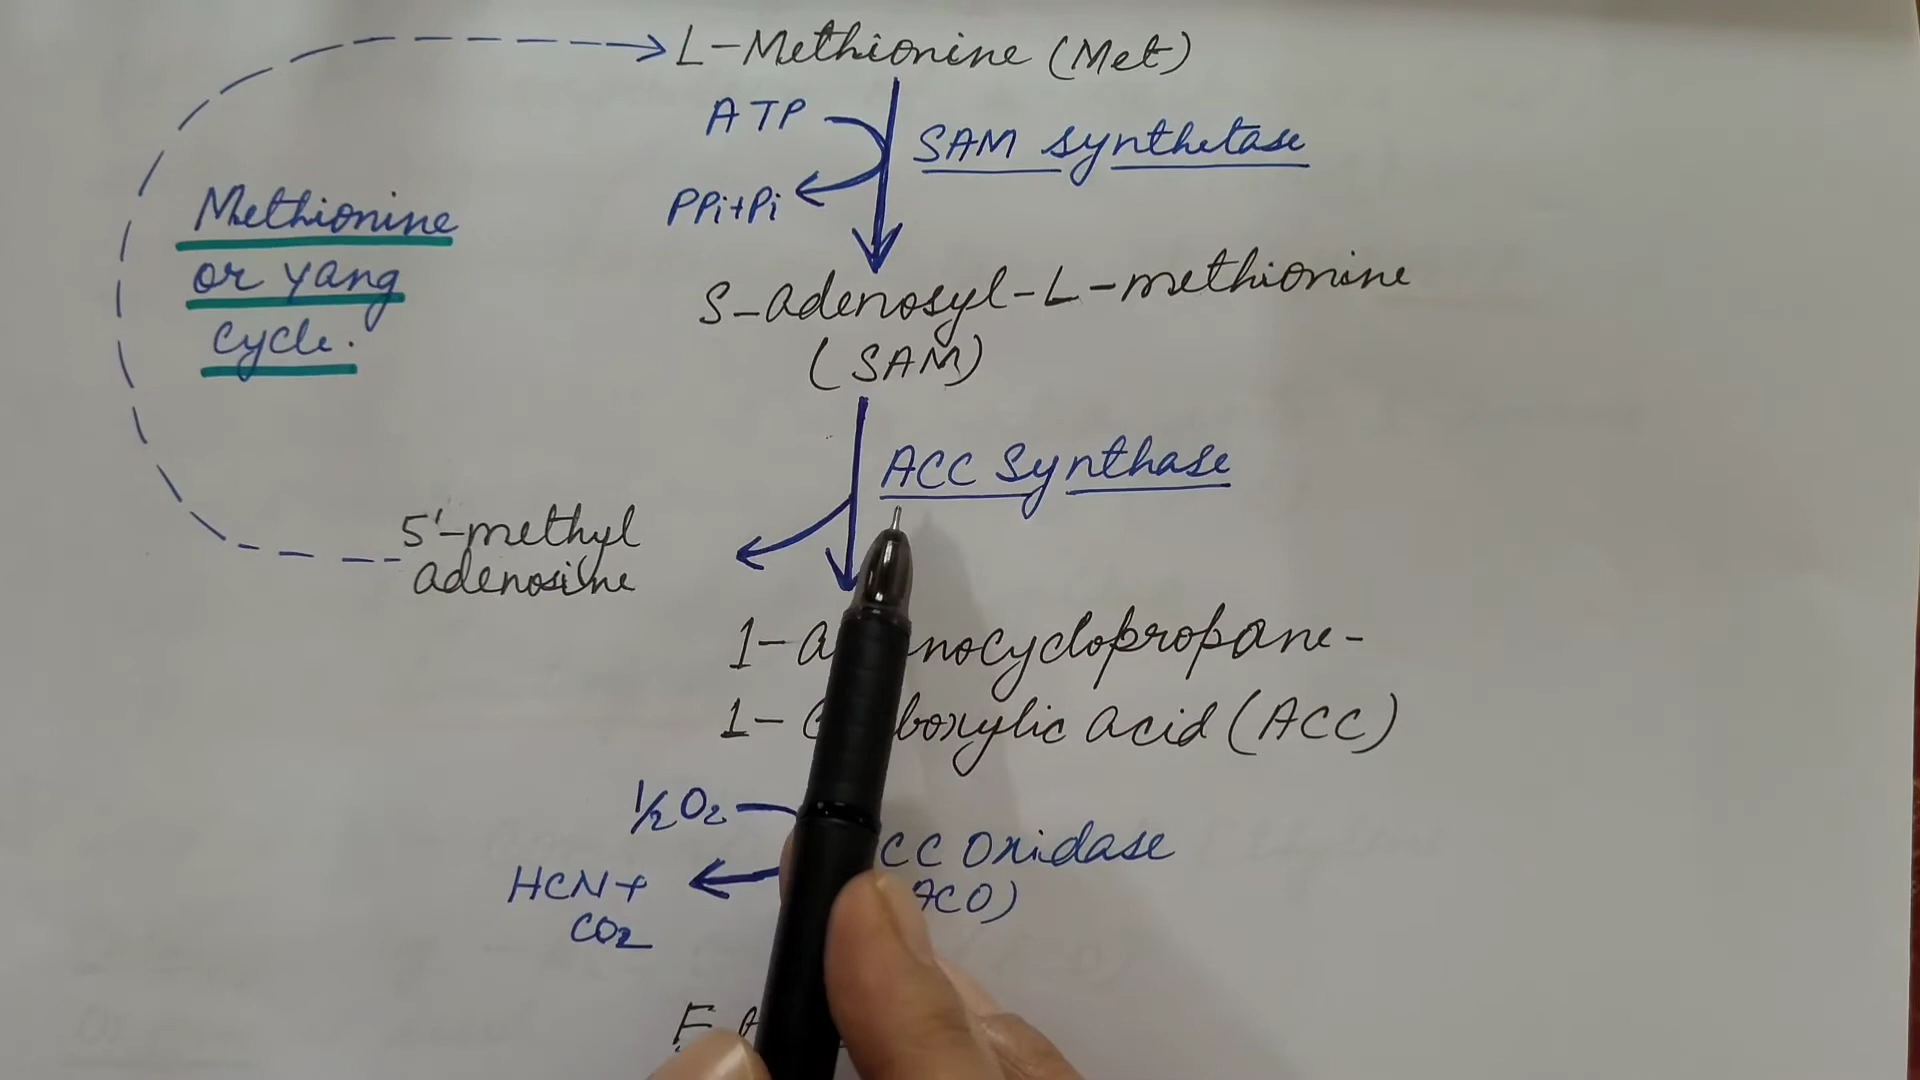 L-Methionine (Met)
ATP
SAM synthetase
PPi+Pi
Methionine
or yang
cycle.
S-adenosyl-L-methionine
(SAM)
ACC Synthase
5'-methyl
adenosine
1-a nocyclopropane-
1- boxylic acid (ACC)
1/2O2
CC Oxidase
ACO)
HCN+
CO2